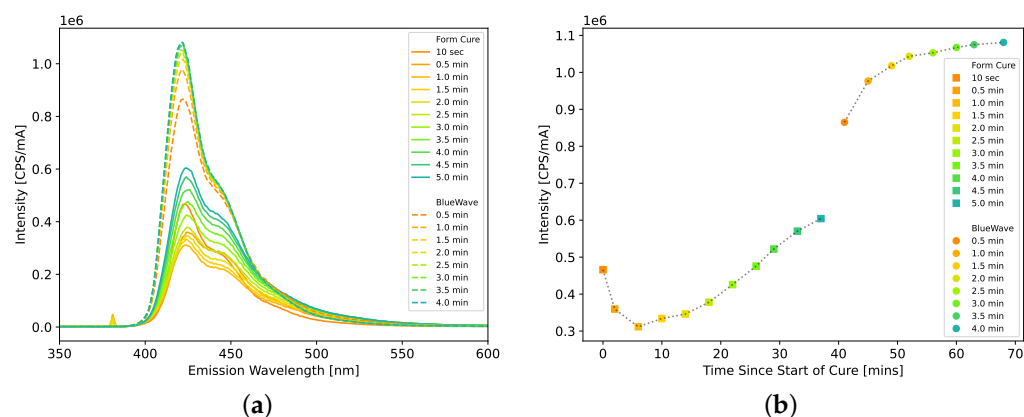 1e6
Intensity [CPS/mA]
1.0
0.8
0.6
0.4
0.2
0.0
350
400
450
500
550
600
Emission Wavelength [nm]
Form Cure
10 sec
0.5 min
1.0 min
1.5 min
2.0 min
2.5 min
3.0 min
3.5 min
4.0 min
4.5 min
5.0 min
BlueWave
0.5 min
1.0 min
1.5 min
2.0 min
2.5 min
3.0 min
3.5 min
4.0 min
(a)
1e6
Intensity [CPS/mA]
1.1
1.0
0.9
0.8
0.7
0.6
0.5
0.4
0.3
0
10
20
30
40
50
60
70
Time Since Start of Cure [mins]
Form Cure
10 sec
0.5 min
1.0 min
1.5 min
2.0 min
2.5 min
3.0 min
3.5 min
4.0 min
4.5 min
5.0 min
BlueWave
0.5 min
1.0 min
1.5 min
2.0 min
2.5 min
3.0 min
3.5 min
4.0 min
(b)